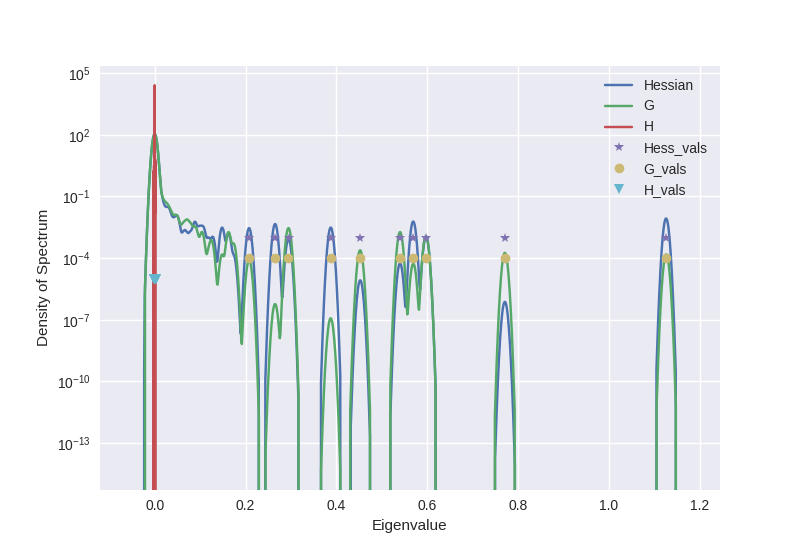 10^5
10^2
10^-1
10^-4
10^-7
10^-10
10^-13
Density of Spectrum
Hessian
G
H
Hess_vals
G_vals
H_vals
0.0 0.2 0.4 0.6 0.8 1.0 1.2
Eigenvalue